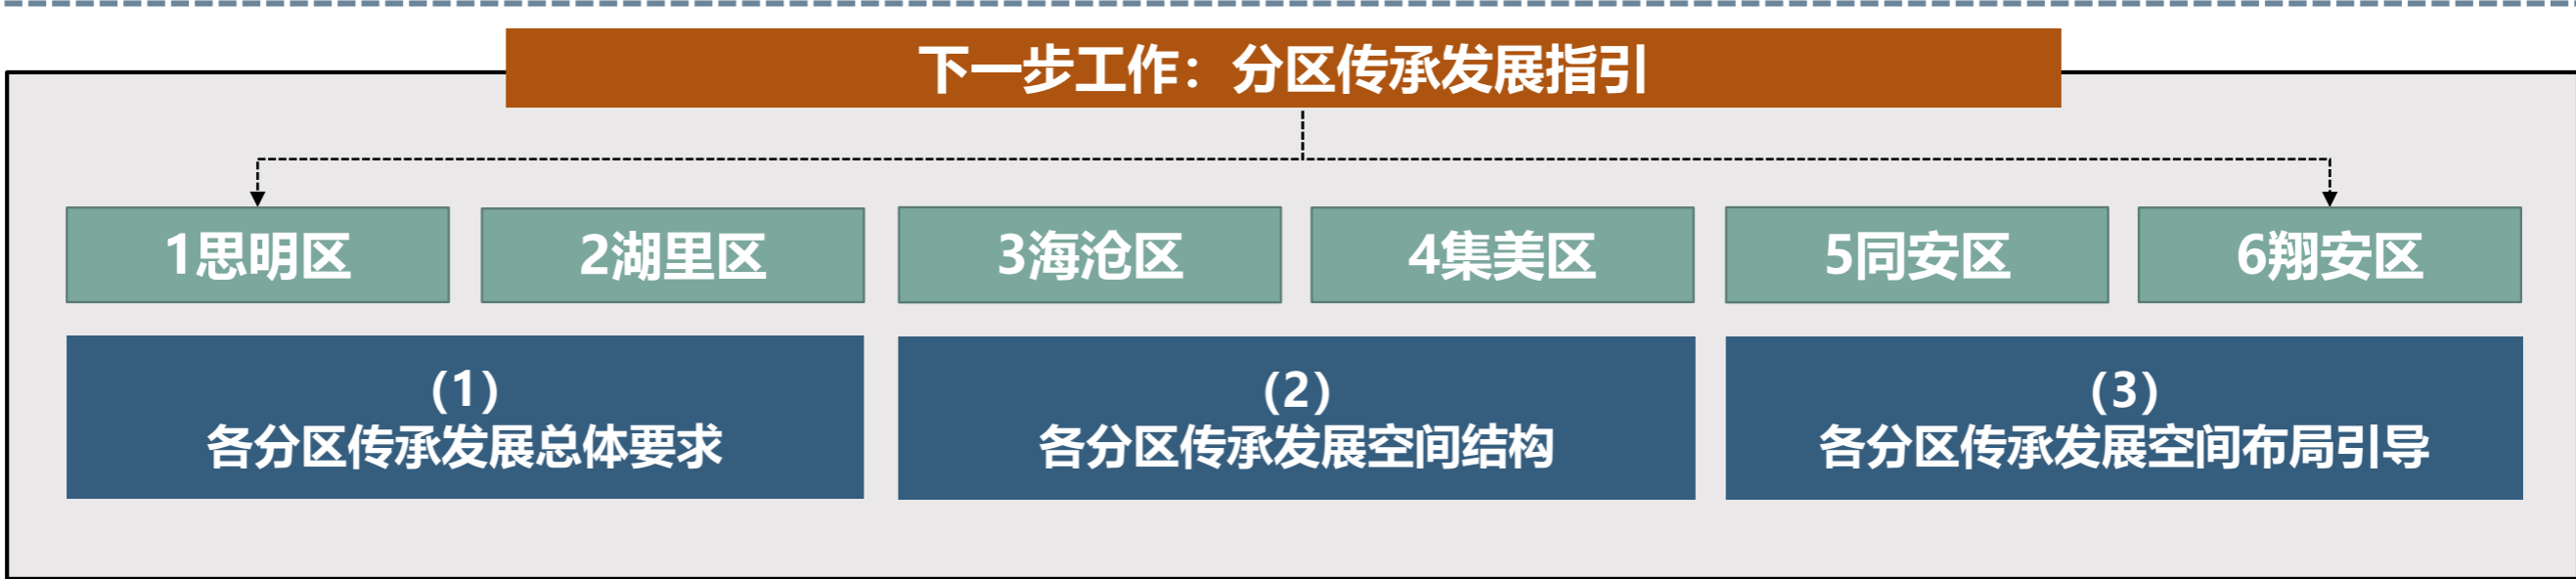 下一步工作：分区传承发展指引
1思明区
2湖里区
3海沧区
4集美区
5同安区
6翔安区
（1）
各分区传承发展总体要求
（2）
各分区传承发展空间结构
（3）
各分区传承发展空间布局引导